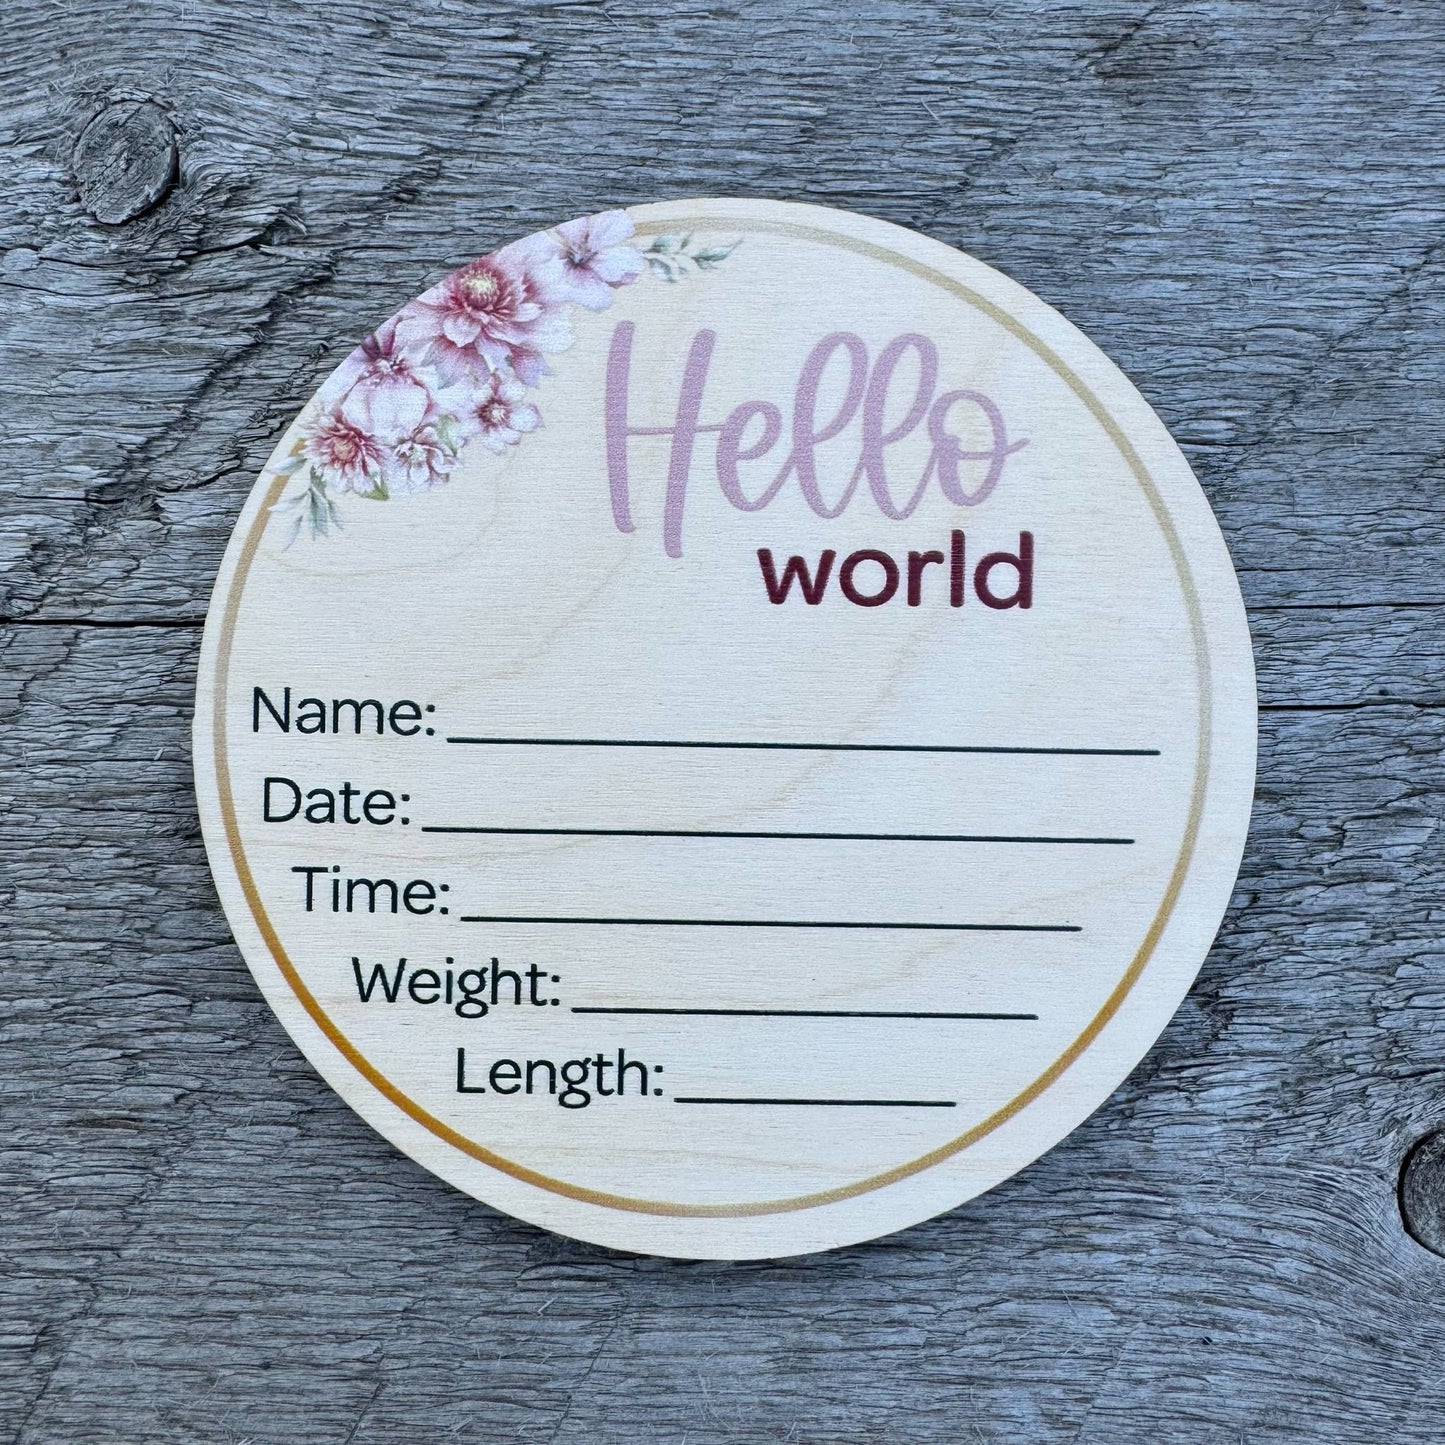 Hello
world
Name:
Date:
Time:
Weight:
Length: